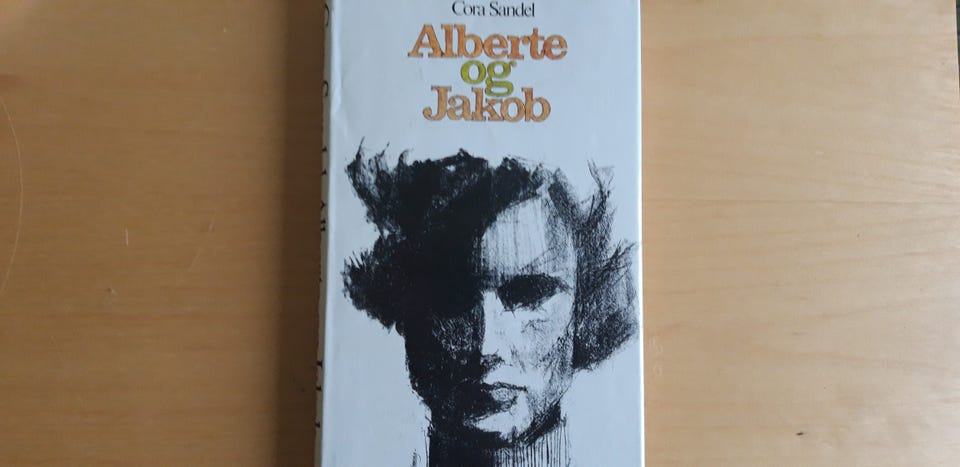 Cora Sandel
Alberte
og
Jakob